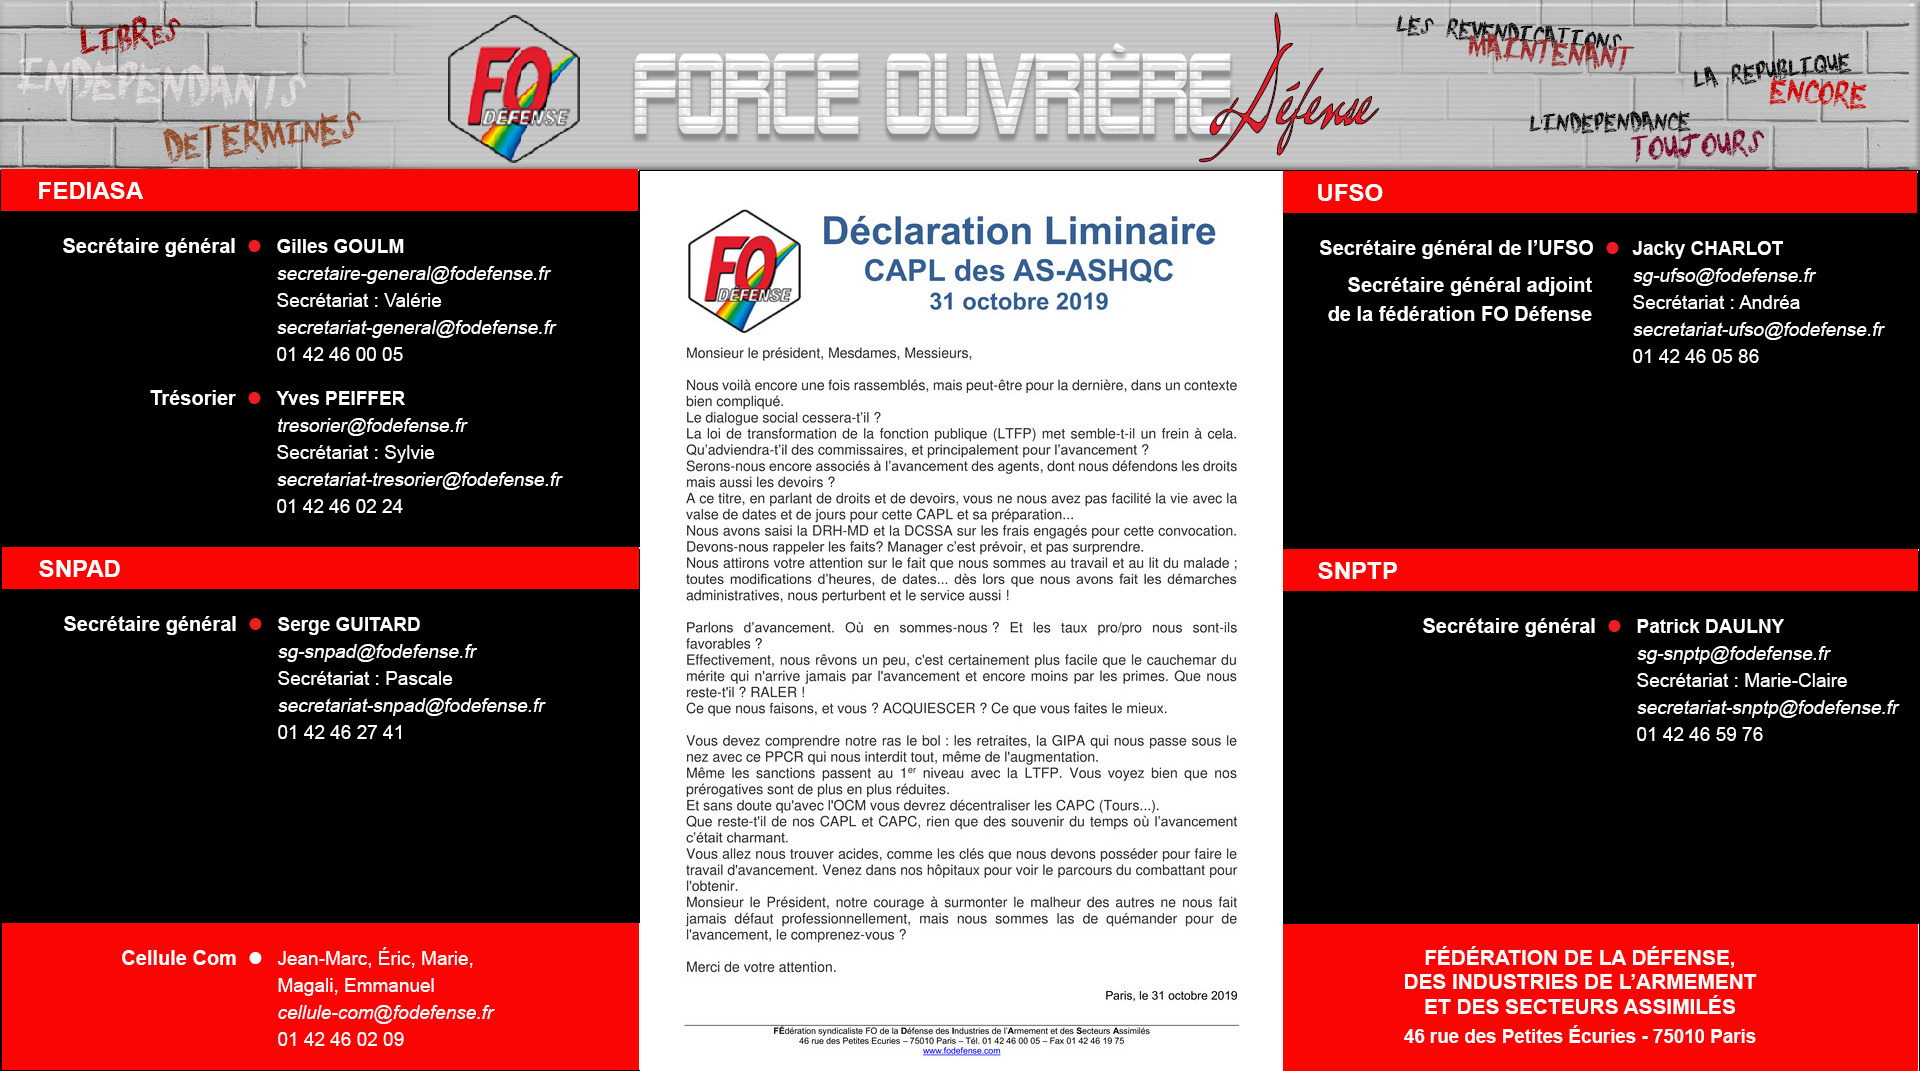 LIBRES
INDEPENDANTS
DETERMINES
FO
DÉFENSE
FORCE OUVRIÈRE
Défense
LES REVENDICATIONS
MAINTENANT
LA REPUBLIQUE
ENCORE
L'INDEPENDANCE
TOUJOURS
FEDIASA
Secrétaire général ● Gilles GOULM
secretaire-general@fodefense.fr
Secrétariat : Valérie
secretariat-general@fodefense.fr
01 42 46 00 05
Trésorier ● Yves PEIFFER
tresorier@fodefense.fr
Secrétariat : Sylvie
secretariat-tresorier@fodefense.fr
01 42 46 02 24
SNPAD
Secrétaire général ● Serge GUITARD
sg-snpad@fodefense.fr
Secrétariat : Pascale
secretariat-snpad@fodefense.fr
01 42 46 27 41
Cellule Com ● Jean-Marc, Éric, Marie,
Magali, Emmanuel
cellule-com@fodefense.fr
01 42 46 02 09
FO
DÉFENSE
Déclaration Liminaire
CAPL des AS-ASHQC
31 octobre 2019
Monsieur le président, Mesdames, Messieurs,
Nous voilà encore une fois rassemblés, mais peut-être pour la dernière, dans un contexte
bien compliqué.
Le dialogue social cessera-t'il ?
La loi de transformation de la fonction publique (LTFP) met semble-t-il un frein à cela.
Qu'adviendra-t'il des commissaires, et principalement pour l'avancement ?
Serons-nous encore associés à l'avancement des agents, dont nous défendons les droits
mais aussi les devoirs ?
A ce titre, en parlant de droits et de devoirs, vous ne nous avez pas facilité la vie avec la
valse de dates et de jours pour cette CAPL et sa préparation...
Nous avons saisi la DRH-MD et la DCSSA sur les frais engagés pour cette convocation.
Devons-nous rappeler les faits? Manager c'est prévoir, et pas surprendre.
Nous attirons votre attention sur le fait que nous sommes au travail et au lit du malade ;
toutes modifications d'heures, de dates... dès lors que nous avons fait les démarches
administratives, nous perturbent et le service aussi !
Parlons d'avancement. Où en sommes-nous ? Et les taux pro/pro nous sont-ils
favorables ?
Effectivement, nous rêvons un peu, c'est certainement plus facile que le cauchemar du
mérite qui n'arrive jamais par l'avancement et encore moins par les primes. Que nous
reste-t'il ? RALER !
Ce que nous faisons, et vous ? ACQUIESCER ? Ce que vous faites le mieux.
Vous devez comprendre notre ras le bol : les retraites, la GIPA qui nous passe sous le
nez avec ce PPCR qui nous interdit tout, même de l'augmentation.
Même les sanctions passent au 1er niveau avec la LTFP. Vous voyez bien que nos
prérogatives sont de plus en plus réduites.
Et sans doute qu'avec l'OCM vous devrez décentraliser les CAPC (Tours...).
Que reste-t'il de nos CAPL et CAPC, rien que des souvenir du temps où l'avancement
c'était charmant.
Vous allez nous trouver acides, comme les clés que nous devons posséder pour faire le
travail d'avancement. Venez dans nos hôpitaux pour voir le parcours du combattant pour
l'obtenir.
Monsieur le Président, notre courage à surmonter le malheur des autres ne nous fait
jamais défaut professionnellement, mais nous sommes las de quémander pour de
l'avancement, le comprenez-vous ?
Merci de votre attention.
Paris, le 31 octobre 2019
FÉdération syndicaliste FO de la Défense des Industries de l'Armement et des Secteurs Assimilés
46 rue des Petites Ecuries – 75010 Paris – Tél. 01 42 46 00 05 – Fax 01 42 46 19 75
www.fodefense.com
UFSO
Secrétaire général de l'UFSO ● Jacky CHARLOT
Secrétaire général adjoint
de la fédération FO Défense
sg-ufso@fodefense.fr
Secrétariat : Andréa
secretariat-ufso@fodefense.fr
01 42 46 05 86
SNPTP
Secrétaire général ● Patrick DAULNY
sg-snptp@fodefense.fr
Secrétariat : Marie-Claire
secretariat-snptp@fodefense.fr
01 42 46 59 76
FÉDÉRATION DE LA DÉFENSE,
DES INDUSTRIES DE L'ARMEMENT
ET DES SECTEURS ASSIMILÉS
46 rue des Petites Écuries - 75010 Paris